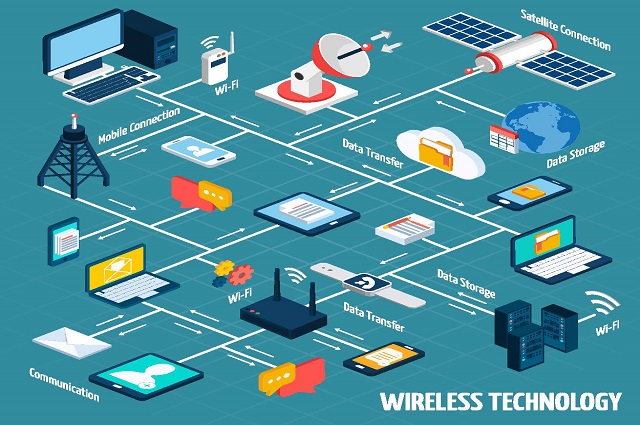 Satellite Connection
Wi-Fi
Mobile Connection
Data Transfer
Data Storage
Data Storage
Wi-Fi
Data Transfer
Wi-Fi
Communication
WIRELESS TECHNOLOGY